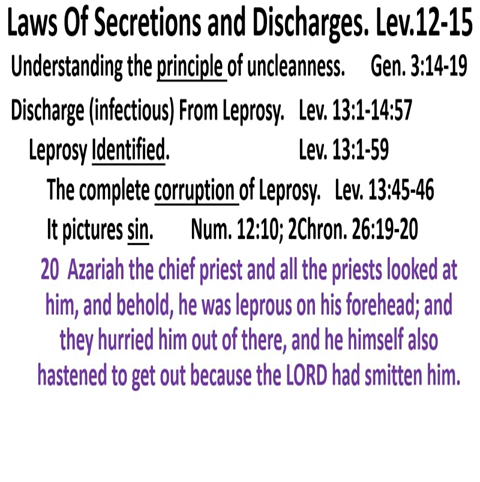 Laws Of Secretions and Discharges. Lev.12-15
Understanding the principle of uncleanness. Gen. 3:14-19
Discharge (infectious) From Leprosy. Lev. 13:1-14:57
Leprosy Identified. Lev. 13:1-59
The complete corruption of Leprosy. Lev. 13:45-46
It pictures sin. Num. 12:10; 2Chron. 26:19-20
20 Azariah the chief priest and all the priests looked at
him, and behold, he was leprous on his forehead; and
they hurried him out of there, and he himself also
hastened to get out because the LORD had smitten him.